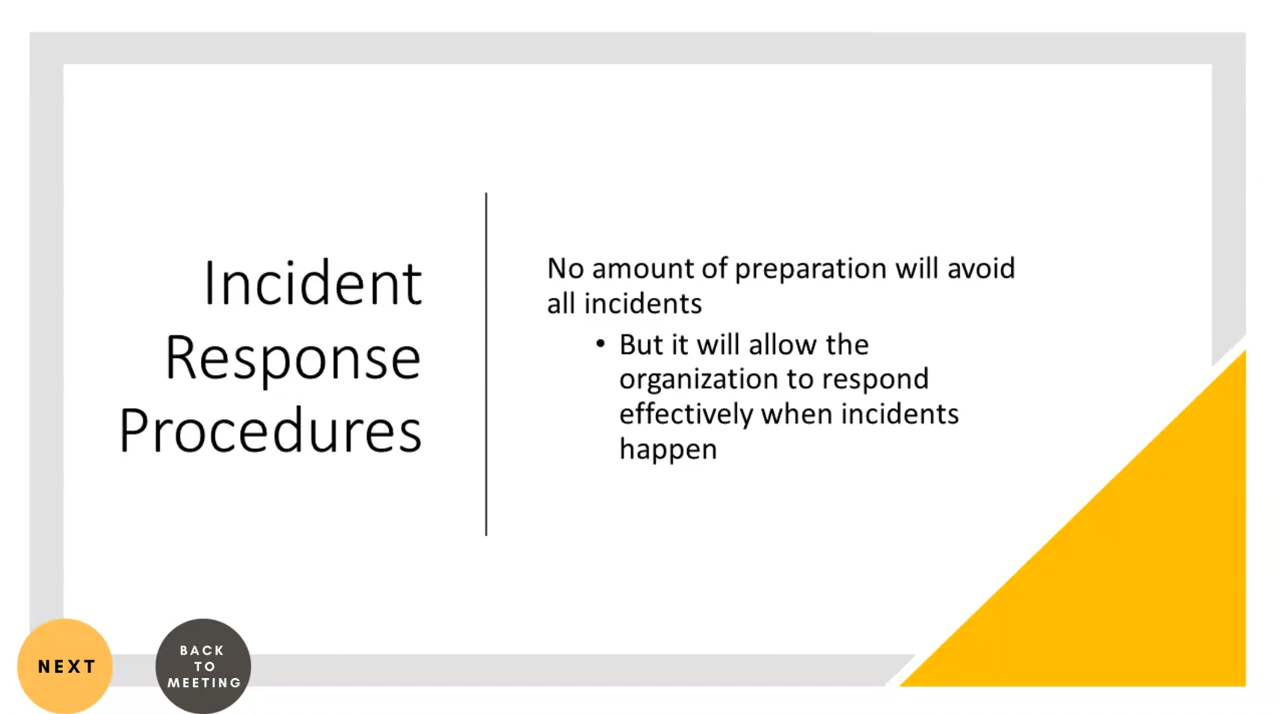 Incident
Response
Procedures
No amount of preparation will avoid
all incidents
• But it will allow the
organization to respond
effectively when incidents
happen
NEXT
BACK
TO
MEETING